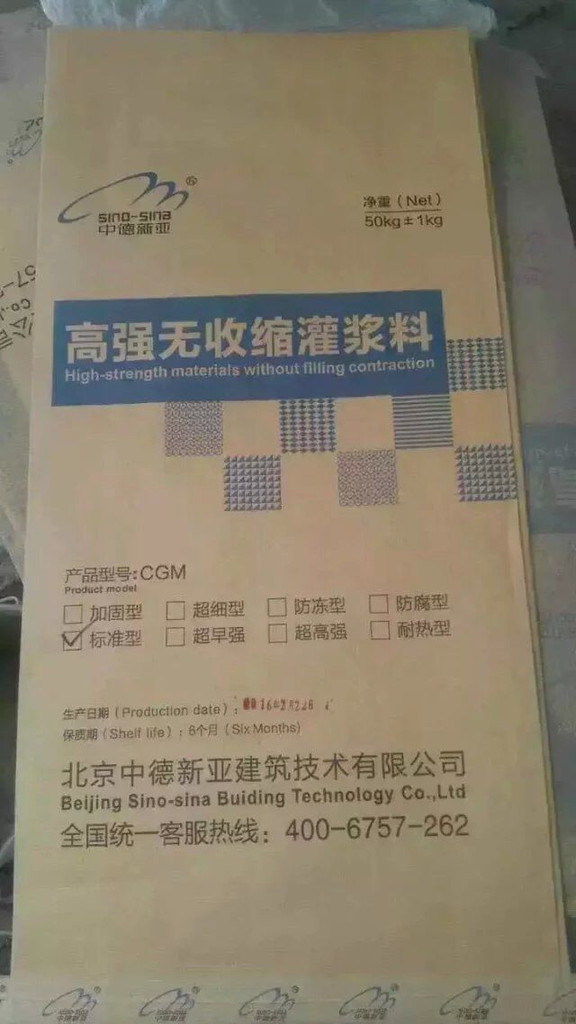 ®
sino-sina
中德新亚
净重（Net）
50kg±1kg
高强无收缩灌浆料
High-strength materials without filling contraction
产品型号:CGM
Product model
加固型 超细型 防冻型 防腐型
标准型 超早强 超高强 耐热型
生产日期（Production date）:
保质期（Shelf life）: 6个月（Six Months）
北京中德新亚建筑技术有限公司
Beijing Sino-sina Buiding Technology Co.,Ltd
全国统一客服热线: 400-6757-262